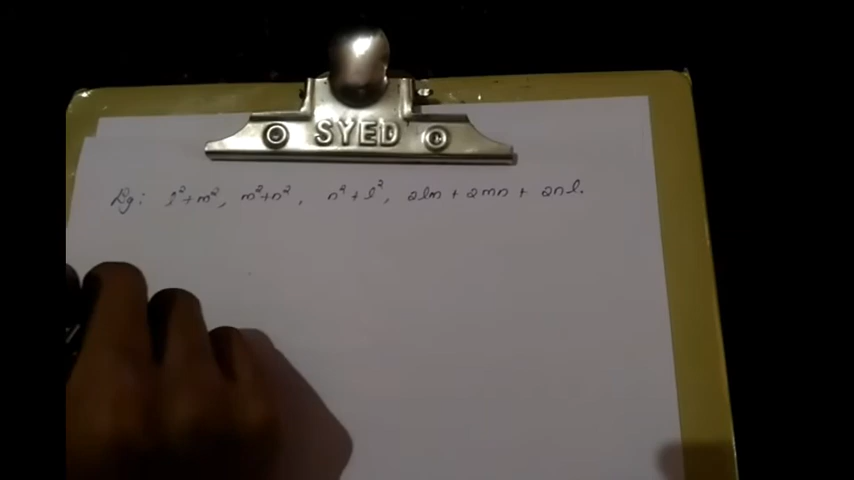 SYED
Eg: l²+m², m²+n², n²+l², 2lm + 2mn + 2nl.